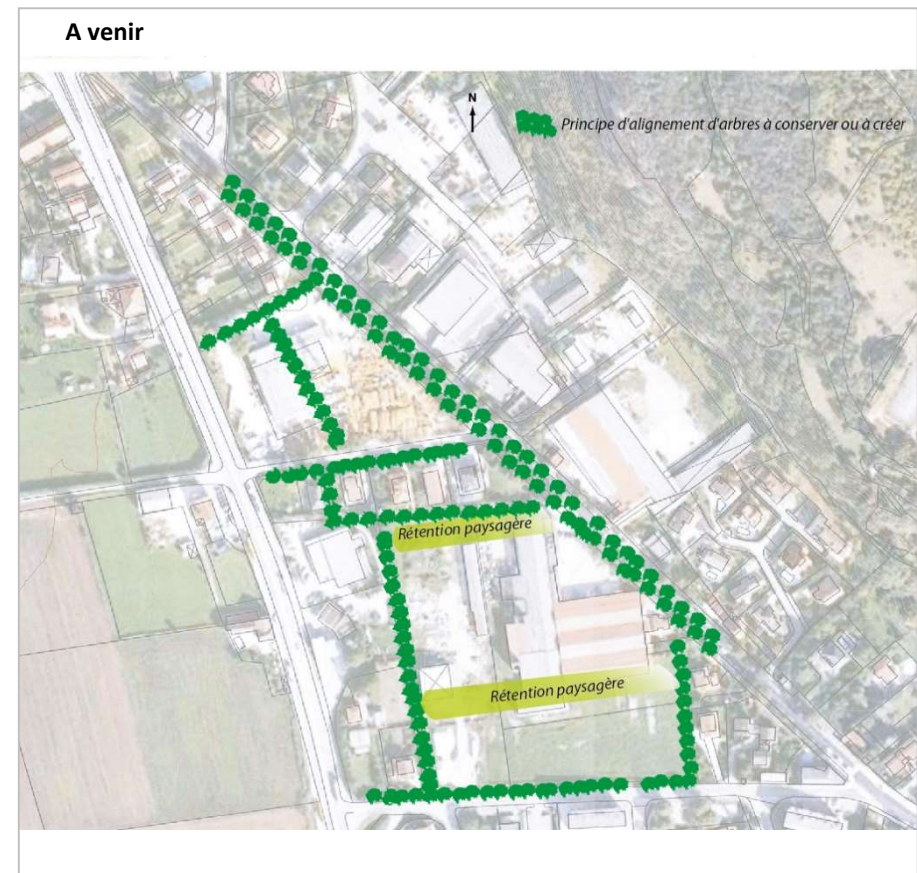 A venir
N
Principe d'alignement d'arbres à conserver ou à créer
Rétention paysagère
Rétention paysagère